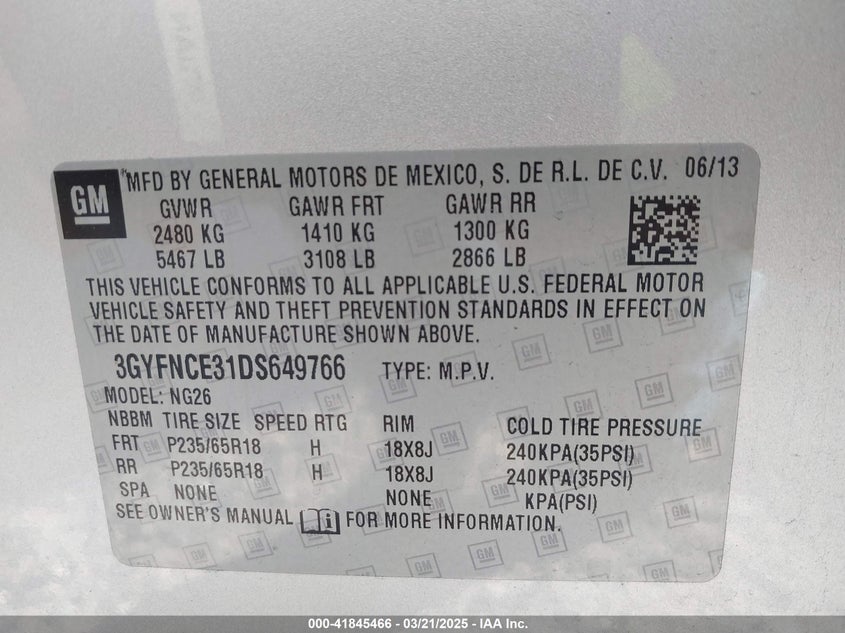 GM
MFD BY GENERAL MOTORS DE MEXICO, S. DE R.L. DE C.V. 06/13
GVWR GAWR FRT GAWR RR
2480 KG 1410 KG 1300 KG
5467 LB 3108 LB 2866 LB
THIS VEHICLE CONFORMS TO ALL APPLICABLE U.S. FEDERAL MOTOR
VEHICLE SAFETY AND THEFT PREVENTION STANDARDS IN EFFECT ON
THE DATE OF MANUFACTURE SHOWN ABOVE.
3GYFNCE31DS649766 TYPE: M.P.V.
MODEL: NG26
NBBM TIRE SIZE SPEED RTG RIM COLD TIRE PRESSURE
FRT P235/65R18 H 18X8J 240KPA(35PSI)
RR P235/65R18 H 18X8J 240KPA(35PSI)
SPA NONE NONE KPA(PSI)
SEE OWNER'S MANUAL FOR MORE INFORMATION.
000-41845466 - 03/21/2025 - IAA Inc.